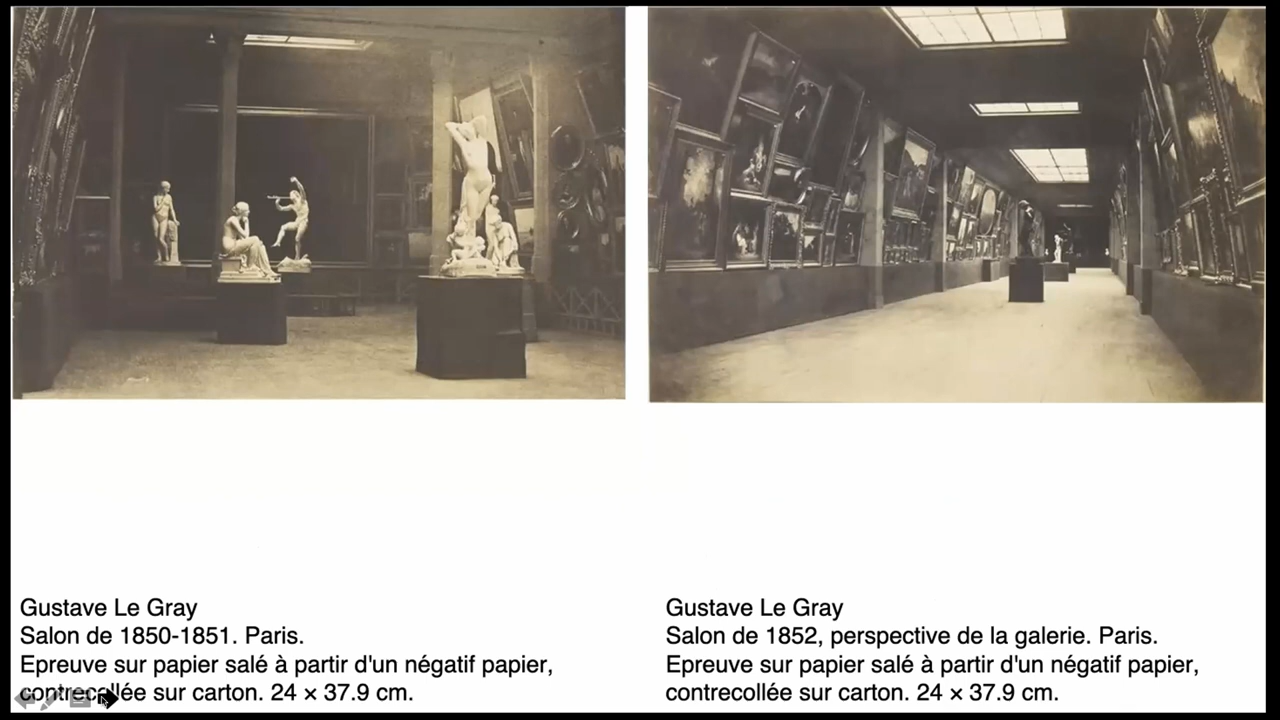 Gustave Le Gray
Salon de 1850-1851. Paris.
Epreuve sur papier salé à partir d'un négatif papier,
contrecollée sur carton. 24 × 37.9 cm.
Gustave Le Gray
Salon de 1852, perspective de la galerie. Paris.
Epreuve sur papier salé à partir d'un négatif papier,
contrecollée sur carton. 24 × 37.9 cm.